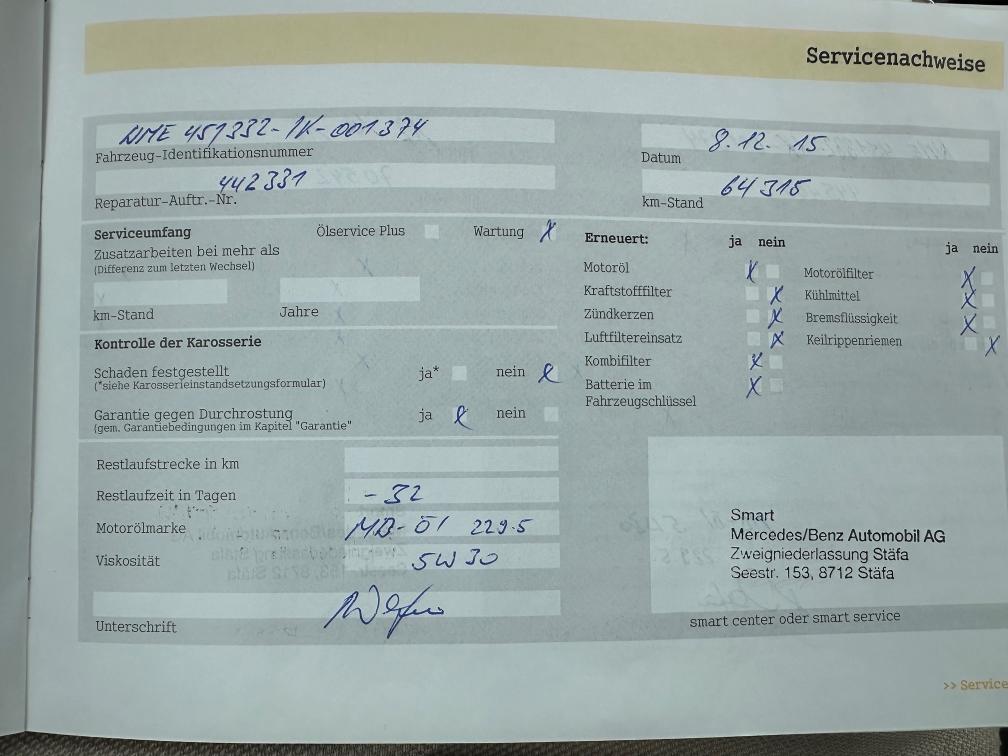 Servicenachweise
WME 451332-1K-001374
Fahrzeug-Identifikationsnummer
8.12.15
Datum
442331
Reparatur-Auftr.-Nr.
64315
km-Stand
Serviceumfang Ölservice Plus Wartung X
Zusatzarbeiten bei mehr als
(Differenz zum letzten Wechsel)
km-Stand Jahre
Kontrolle der Karosserie
Schaden festgestellt ja* nein X
(*siehe Karosserieinstandsetzungsformular)
Garantie gegen Durchrostung ja X nein
(gem. Garantiebedingungen im Kapitel "Garantie"
Erneuert: ja nein
Motoröl X
Kraftstofffilter X
Zündkerzen X
Luftfiltereinsatz X
Kombifilter X
Batterie im X
Fahrzeugschlüssel
ja nein
Motorölfilter X
Kühlmittel X
Bremsflüssigkeit X
Keilrippenriemen X
Restlaufstrecke in km
Restlaufzeit in Tagen -32
Motorölmarke MB-Öl 229.5
Viskosität 5W30
Unterschrift
Smart
Mercedes/Benz Automobil AG
Zweigniederlassung Stäfa
Seestr. 153, 8712 Stäfa
smart center oder smart service
>> Service